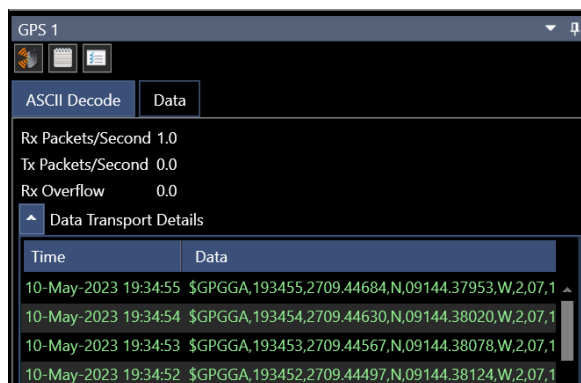 GPS 1
ASCII Decode Data
Rx Packets/Second 1.0
Tx Packets/Second 0.0
Rx Overflow 0.0
Data Transport Details
Time Data
10-May-2023 19:34:55 $GPGGA,193455,2709.44684,N,09144.37953,W,2,07,1
10-May-2023 19:34:54 $GPGGA,193454,2709.44630,N,09144.38020,W,2,07,1
10-May-2023 19:34:53 $GPGGA,193453,2709.44567,N,09144.38078,W,2,07,1
10-May-2023 19:34:52 $GPGGA,193452,2709.44497,N,09144.38124,W,2,07,1